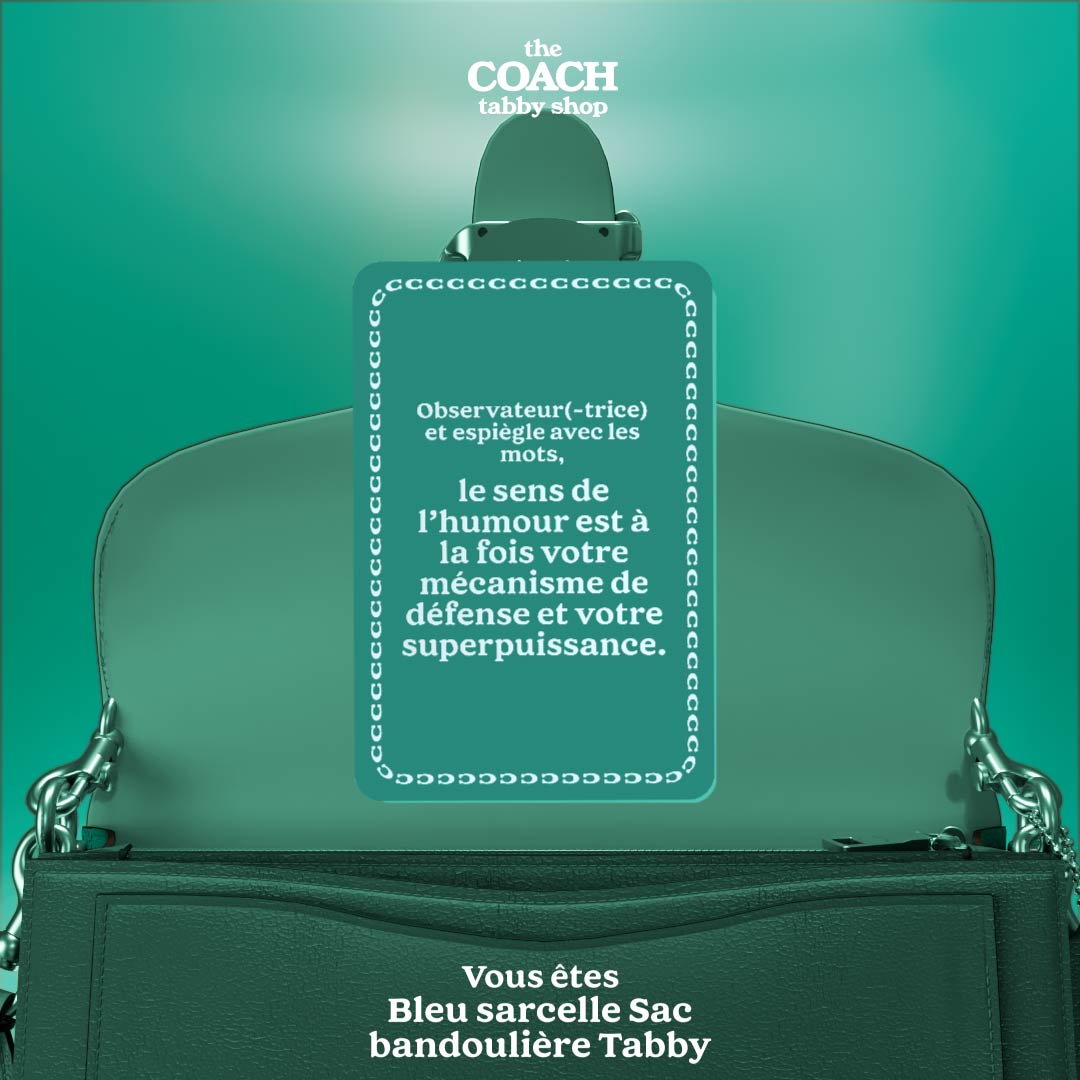 the
COACH
tabby shop
Observateur(-trice)
et espiègle avec les
mots,
le sens de
l’humour est à
la fois votre
mécanisme de
défense et votre
superpuissance.
Vous êtes
Bleu sarcelle Sac
bandoulière Tabby